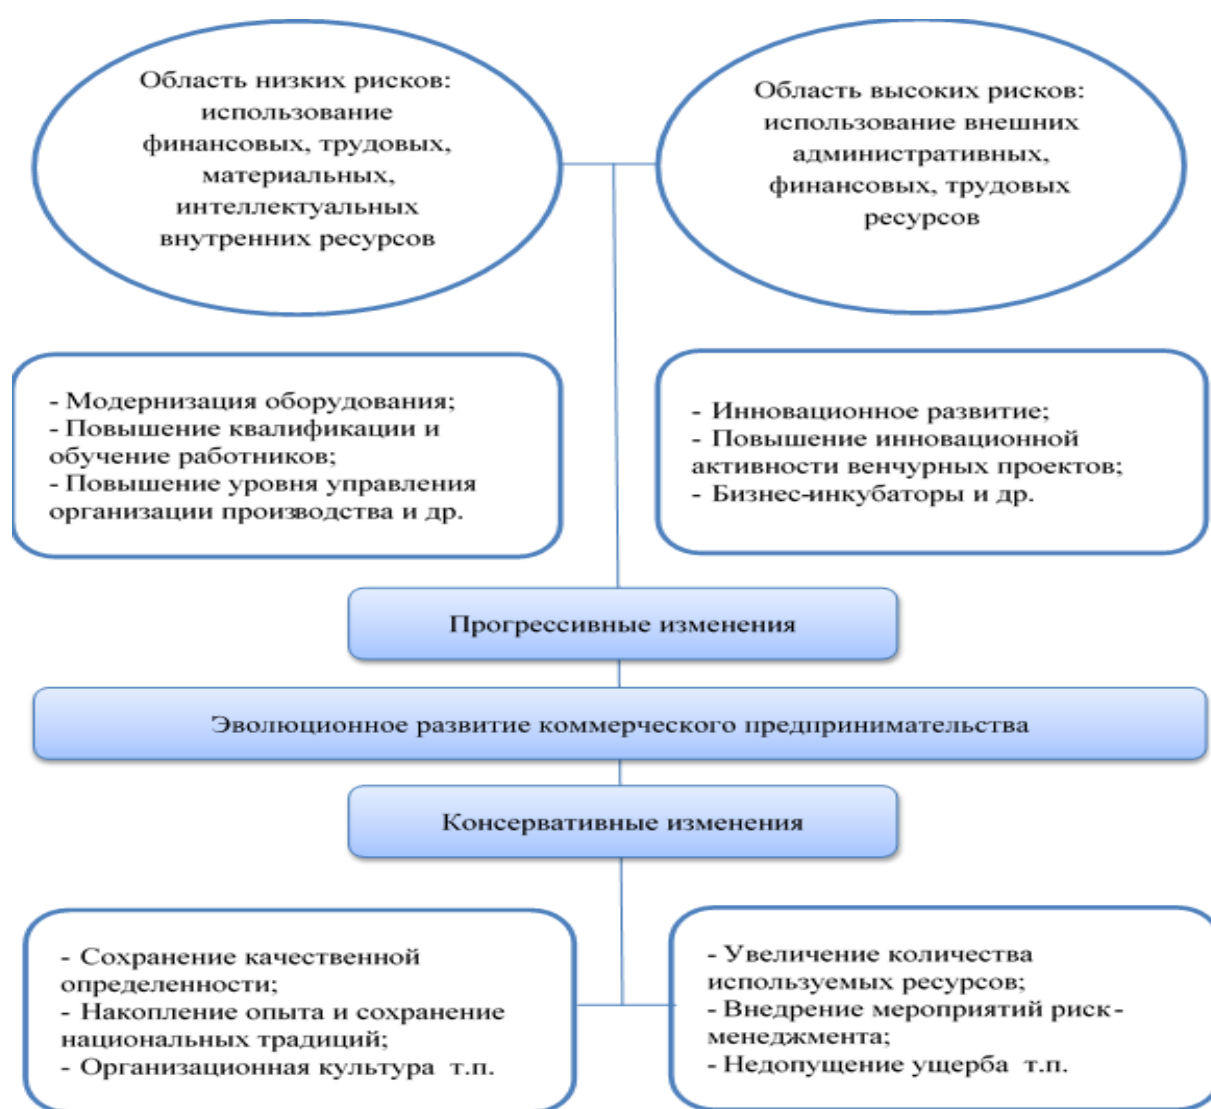 Область низких рисков:
использование
финансовых, трудовых,
материальных,
интеллектуальных
внутренних ресурсов
Область высоких рисков:
использование внешних
административных,
финансовых, трудовых
ресурсов
- Модернизация оборудования;
- Повышение квалификации и
обучение работников;
- Повышение уровня управления
организации производства и др.
- Инновационное развитие;
- Повышение инновационной
активности венчурных проектов;
- Бизнес-инкубаторы и др.
Прогрессивные изменения
Эволюционное развитие коммерческого предпринимательства
Консервативные изменения
- Сохранение качественной
определенности;
- Накопление опыта и сохранение
национальных традиций;
- Организационная культура т.п.
- Увеличение количества
используемых ресурсов;
- Внедрение мероприятий риск-
менеджмента;
- Недопущение ущерба т.п.